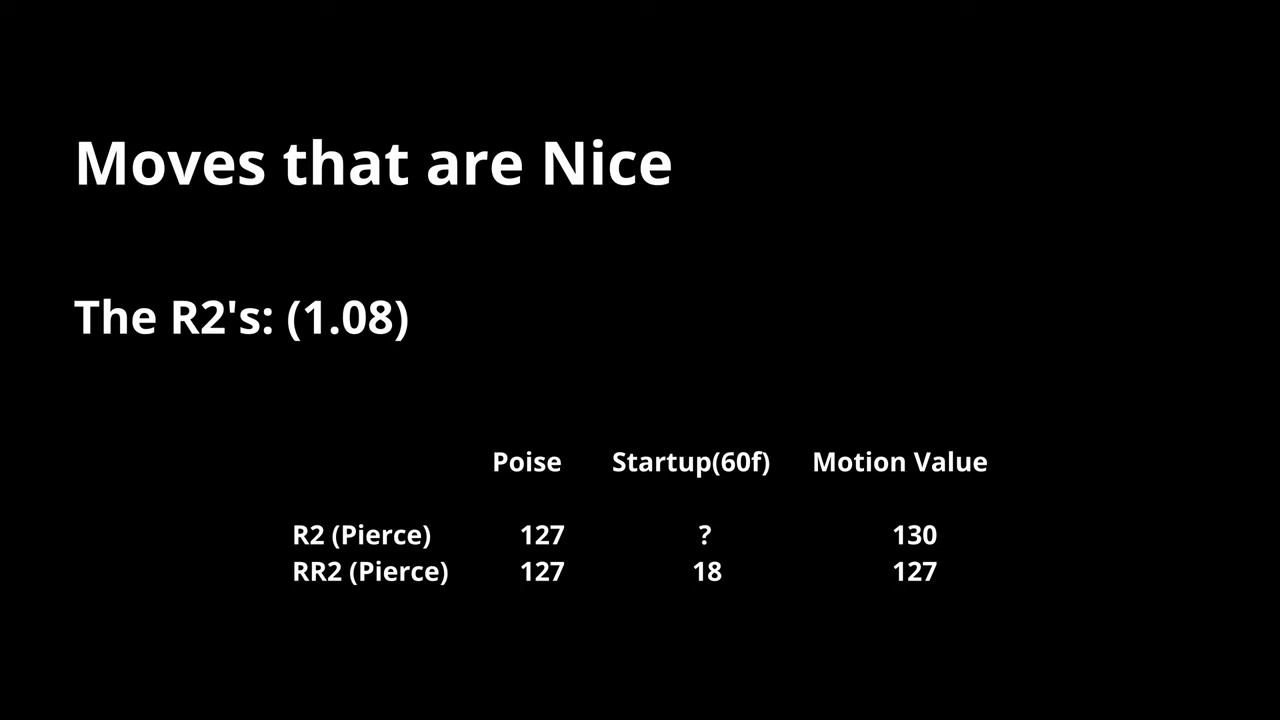 Moves that are Nice
The R2's: (1.08)
Poise Startup(60f) Motion Value
R2 (Pierce) 127 ? 130
RR2 (Pierce) 127 18 127